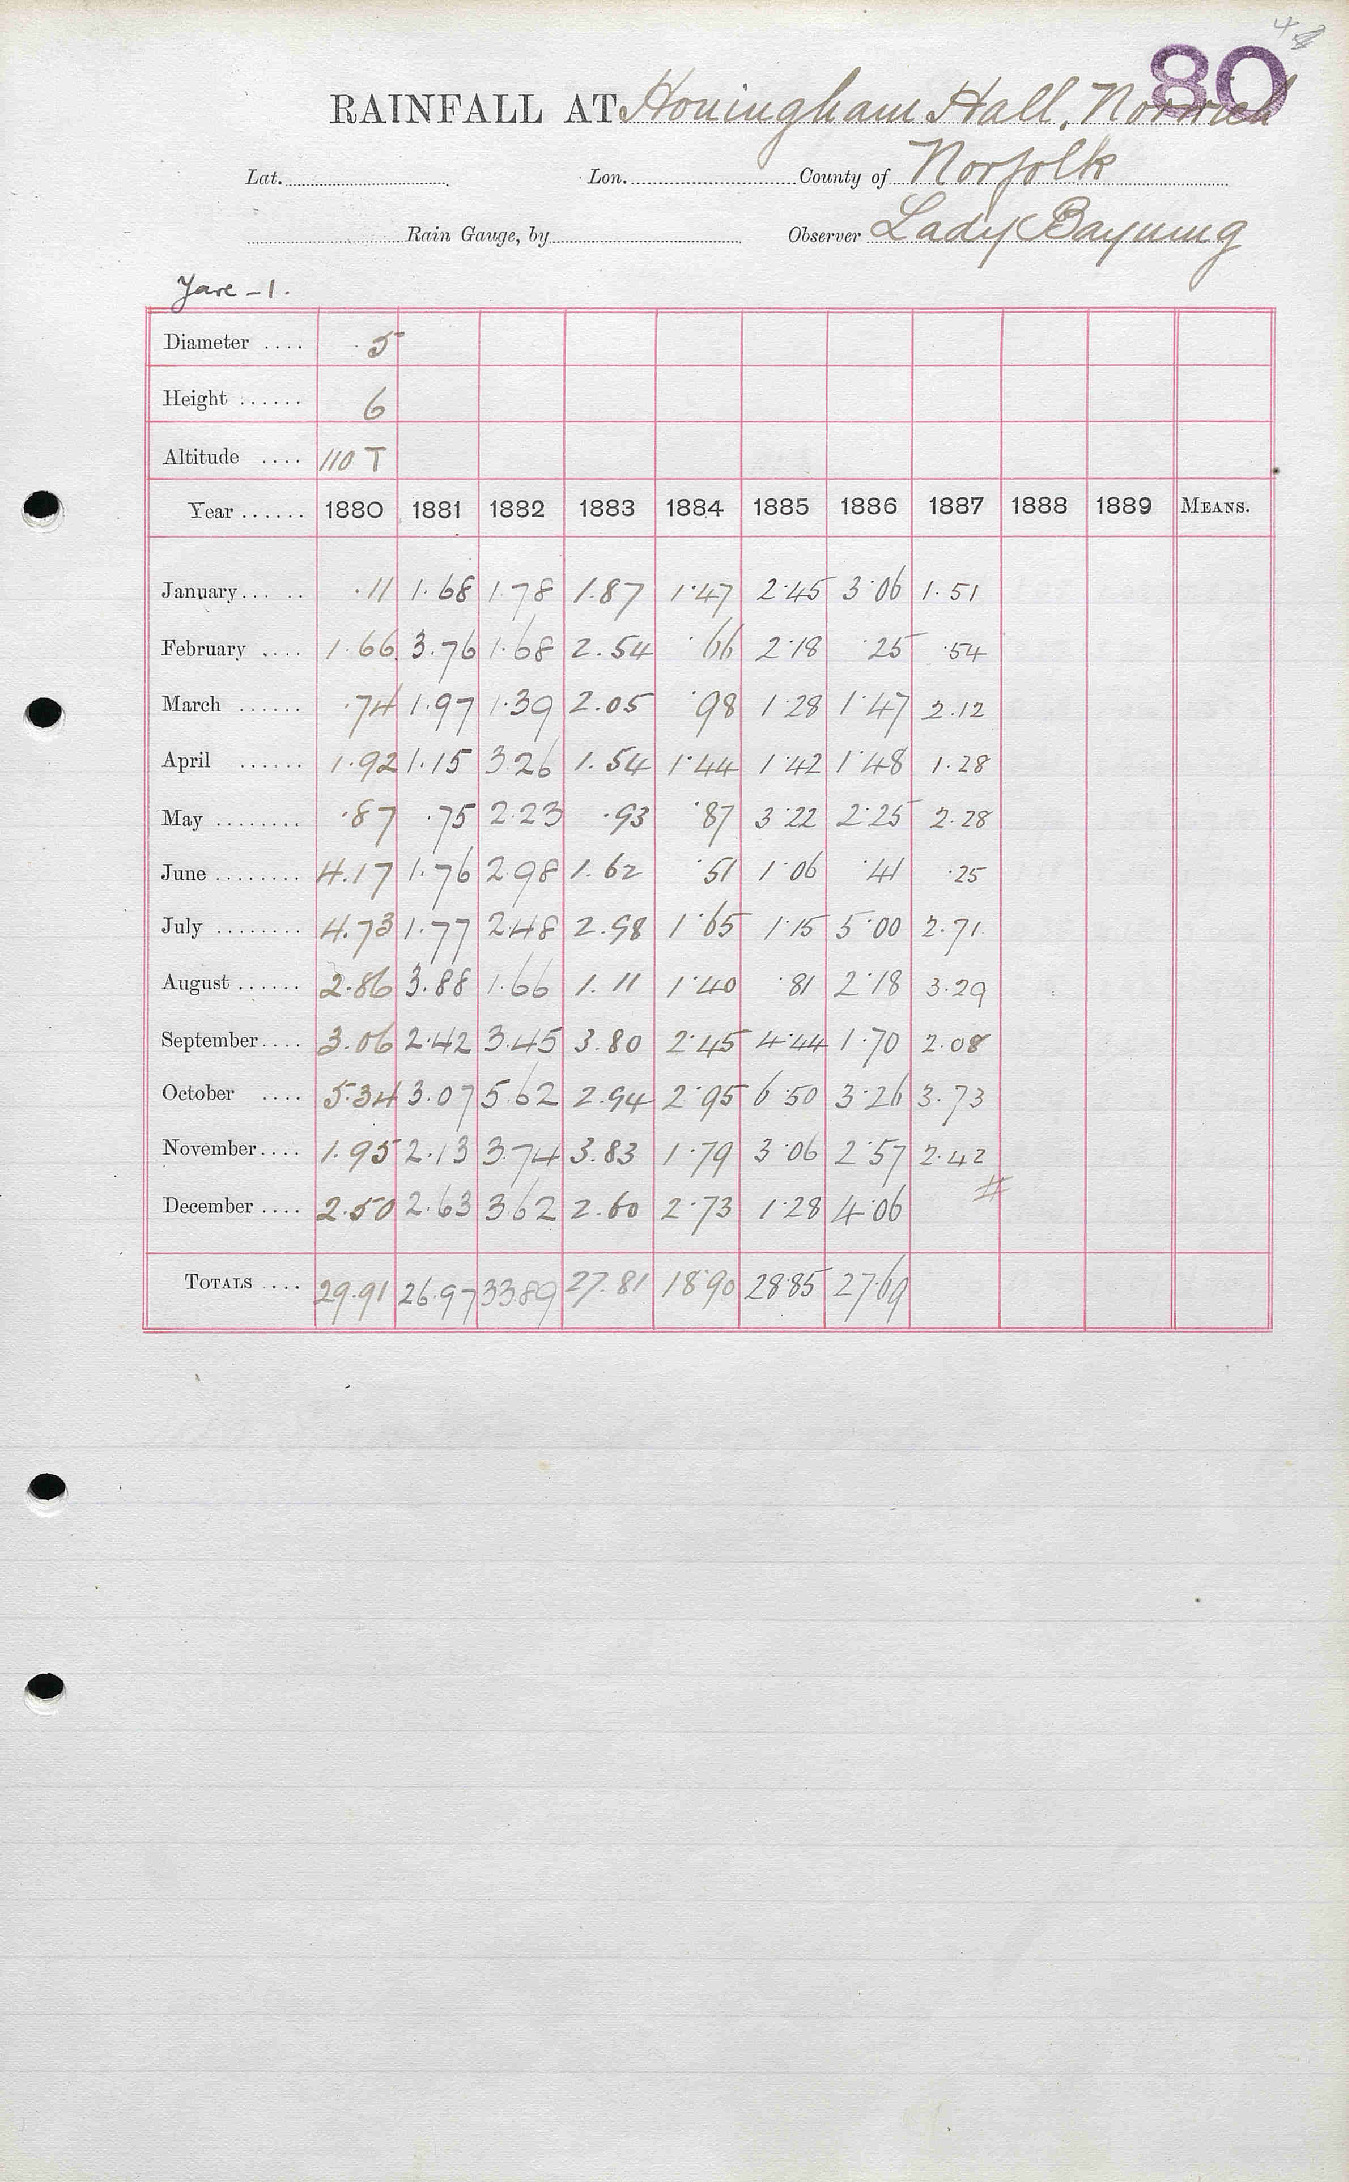 48
80
RAINFALL AT Honingham Hall, Norwich
Lat. Lon. County of Norfolk
Rain Gauge, by Observer Lady Bayning
Yare - 1.
Diameter .... 5
Height ...... 6
Altitude .... 110 T
Year ...... 1880 1881 1882 1883 1884 1885 1886 1887 1888 1889 MEANS.
January... .. ·11 1·68 1·78 1.87 1·47 2·45 3·06 1·51
February .... 1·66 3·76 1·68 2.54 ·66 2·18 ·25 ·54
March ...... ·74 1·97 1·39 2.05 ·98 1·28 1·47 2.12
April ...... 1·92 1·15 3.26 1.54 1·44 1·42 1·48 1·28
May ........ ·87 ·75 2·23 ·93 ·87 3·22 2·25 2·28
June ........ 4.17 1·76 2·98 1.62 ·51 1·06 ·41 ·25
July ........ 4.73 1·77 2·48 2.98 1·65 1·15 5·00 2·71
August ...... 2·86 3.88 1·66 1.11 1·40 ·81 2·18 3·29
September.... 3.06 2·42 3.45 3.80 2·45 4·44 1·70 2·08
October .... 5·34 3.07 5.62 2.94 2·95 6·50 3·26 3·73
November.... 1.95 2·13 3.74 3.83 1·79 3·06 2·57 2·42
December .... 2·50 2·63 3.62 2.60 2·73 1·28 4·06 #
TOTALS .... 29·91 26·97 33.89 27.81 18·90 28·85 27·69